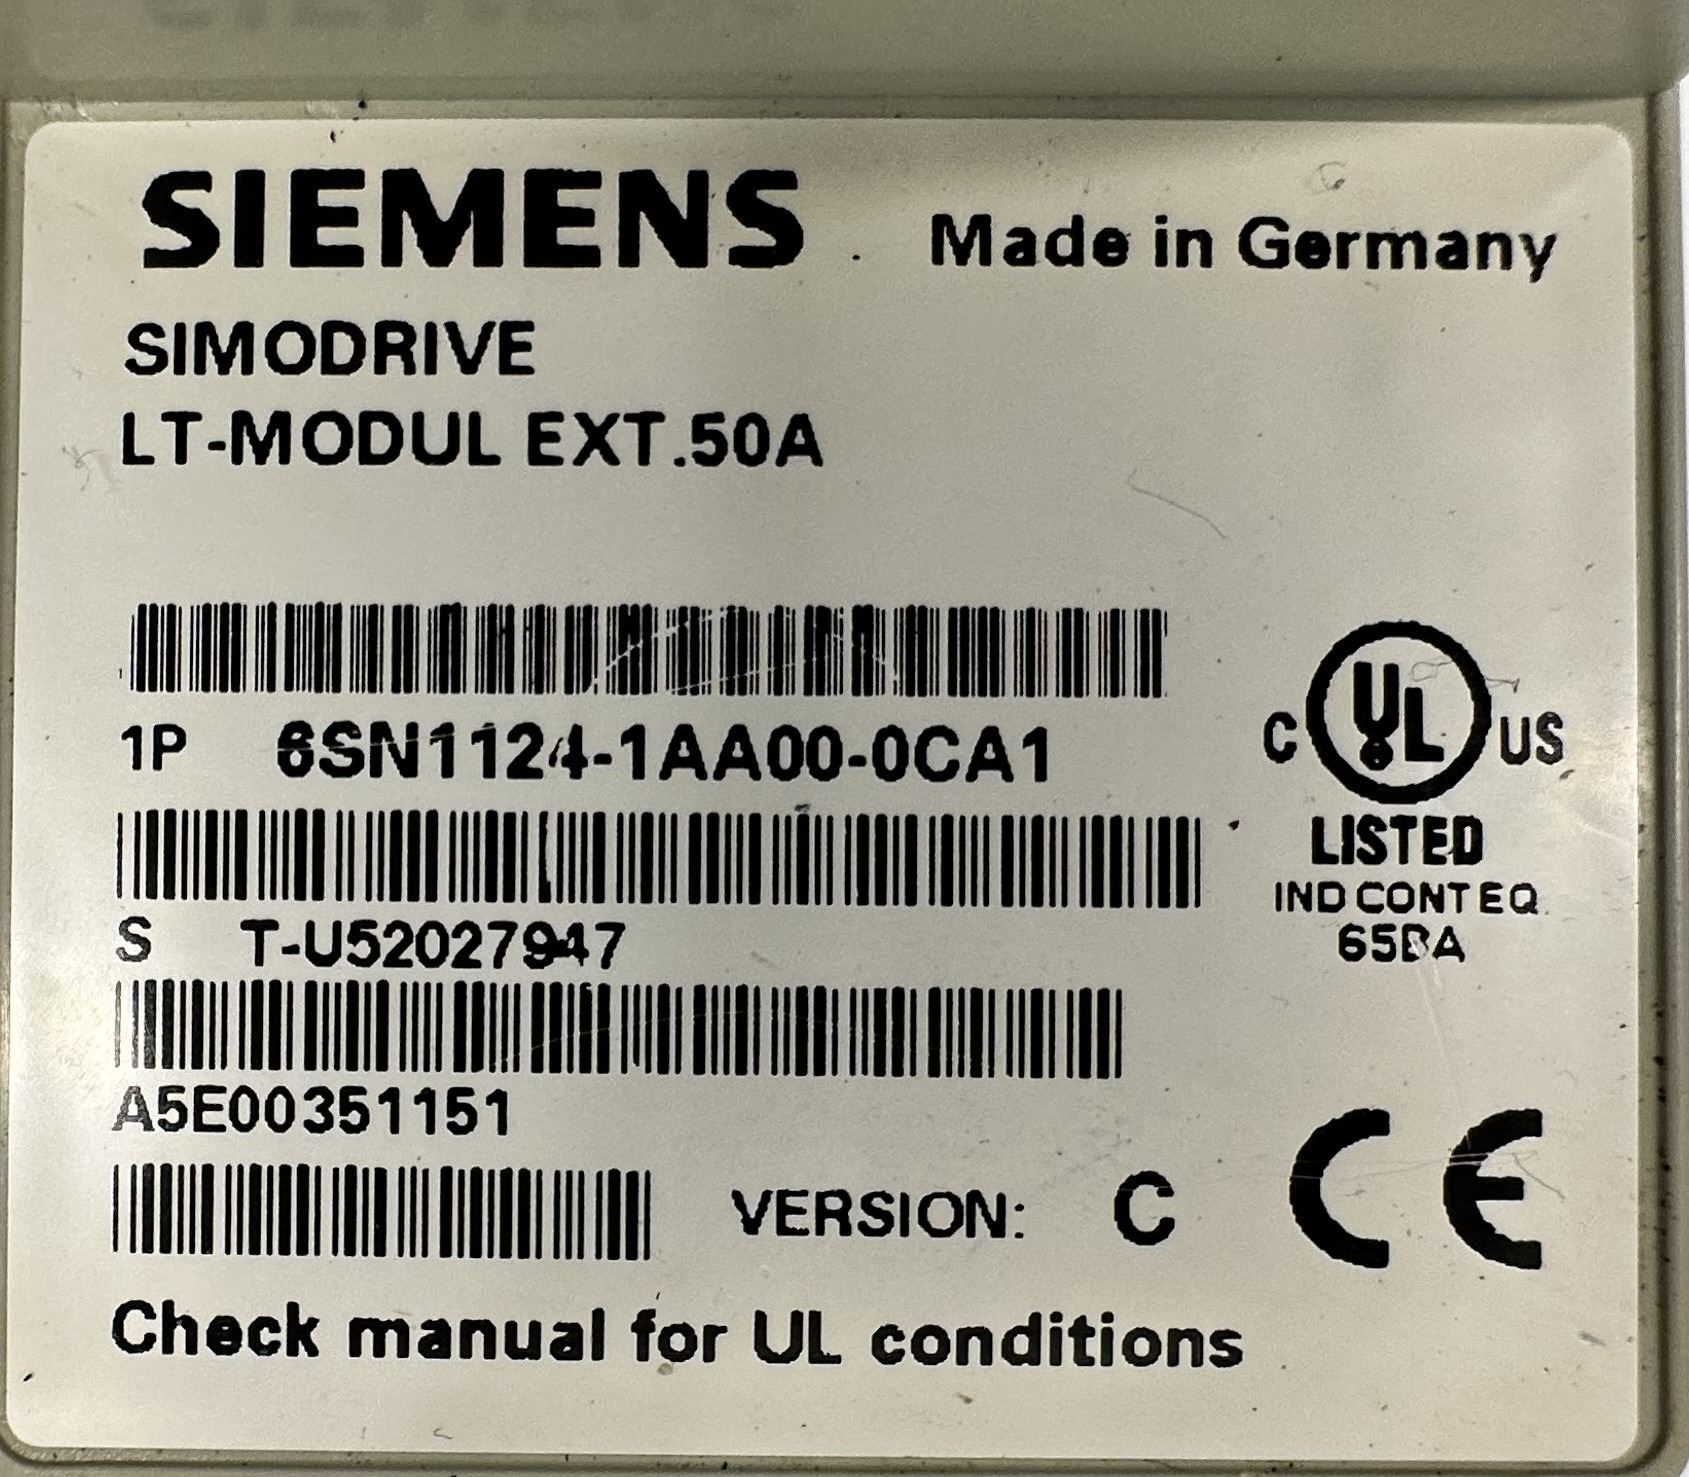 SIEMENS Made in Germany
SIMODRIVE
LT-MODUL EXT.50A
1P 6SN1124-1AA00-0CA1
C UL US
LISTED
IND CONT EQ
S T-U52027947
A5E00351151
VERSION: C CE
Check manual for UL conditions